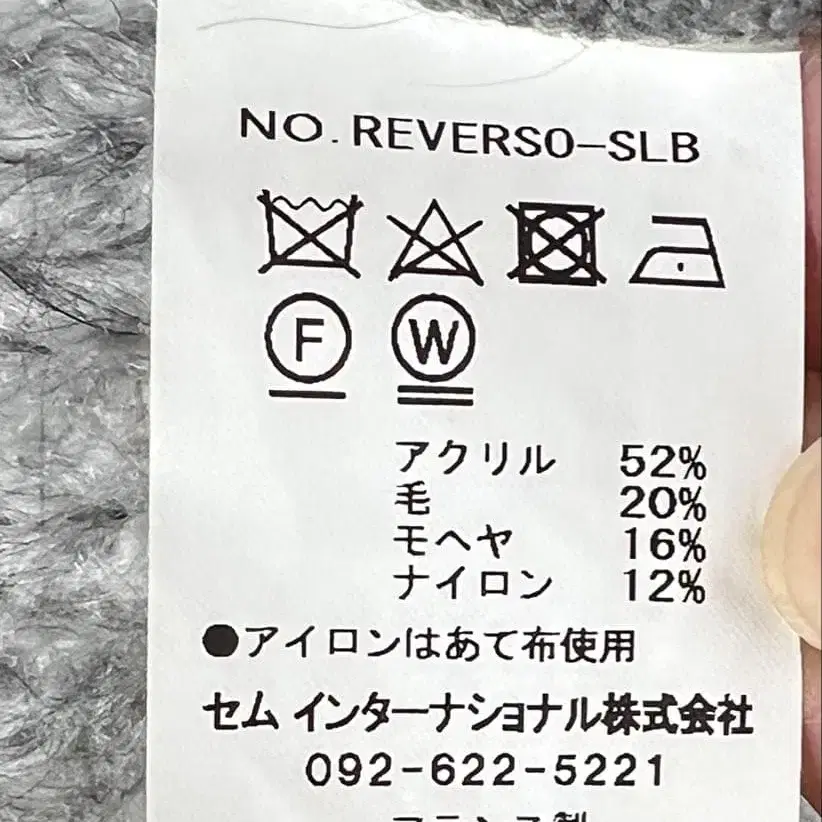 NO.REVERSO-SLB
F W
アクリル 52%
毛 20%
モヘヤ 16%
ナイロン 12%
●アイロンはあて布使用
セム インターナショナル株式会社
092-622-5221